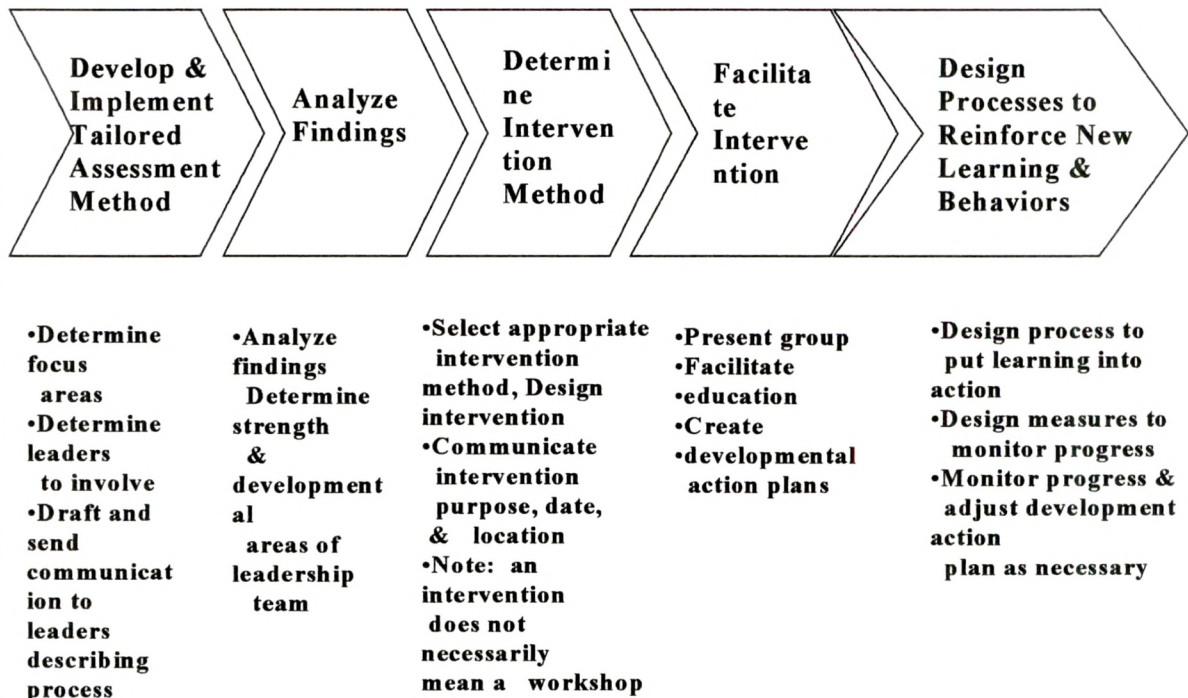 Develop &
Implement
Tailored
Assessment
Method
Analyze
Findings
Determi
ne
Interven
tion
Method
Facilita
te
Interve
ntion
Design
Processes to
Reinforce New
Learning &
Behaviors
•Determine
focus
areas
•Determine
leaders
to involve
•Draft and
send
communicat
ion to
leaders
describing
process
•Analyze
findings
Determine
strength
&
development
al
areas of
leadership
team
•Select appropriate
intervention
method, Design
intervention
•Communicate
intervention
purpose, date,
& location
•Note: an
intervention
does not
necessarily
mean a workshop
•Present group
•Facilitate
•education
•Create
•developmental
action plans
•Design process to
put learning into
action
•Design measures to
monitor progress
•Monitor progress &
adjust development
action
plan as necessary